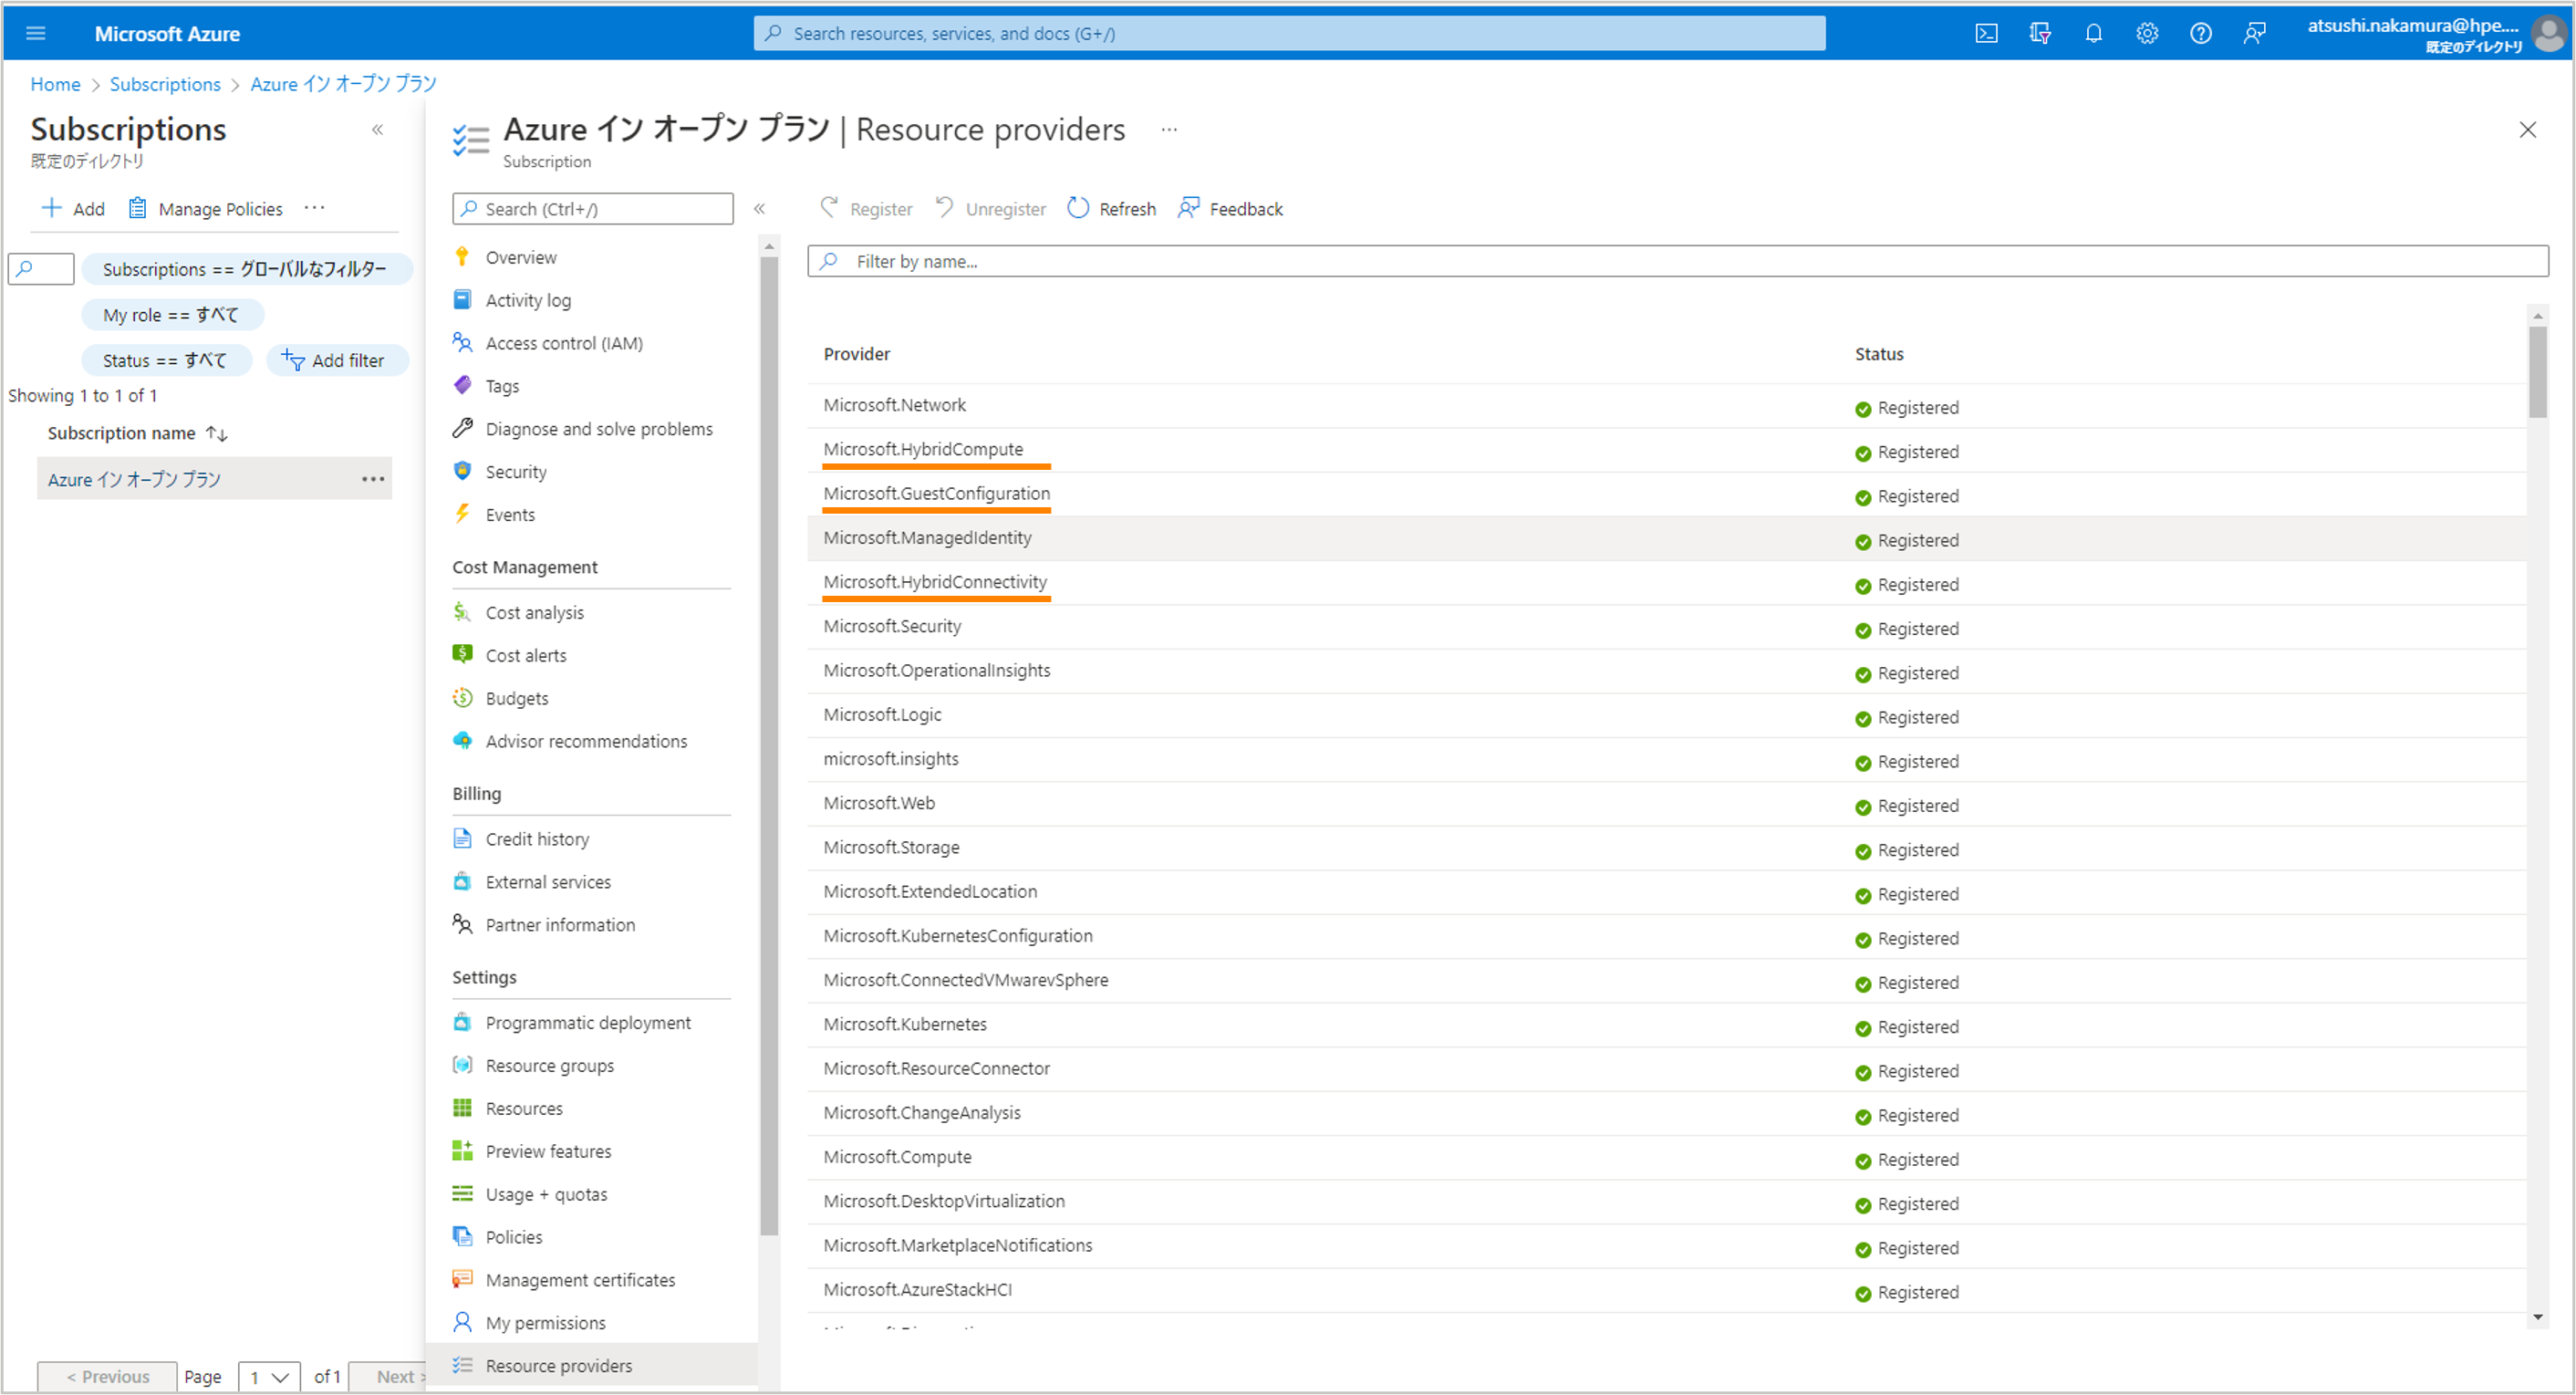 Microsoft Azure
Search resources, services, and docs (G+/)
atsushi.nakamura@hpe....
既定のディレクトリ
Home > Subscriptions > Azure イン オープン プラン
Subscriptions
既定のディレクトリ
Add Manage Policies ...
Subscriptions == グローバルなフィルター
My role == すべて
Status == すべて Add filter
Showing 1 to 1 of 1
Subscription name
Azure イン オープン プラン
< Previous Page 1 of 1 Next >
Azure イン オープン プラン | Resource providers ...
Subscription
Search (Ctrl+/)
Overview
Activity log
Access control (IAM)
Tags
Diagnose and solve problems
Security
Events
Cost Management
Cost analysis
Cost alerts
Budgets
Advisor recommendations
Billing
Credit history
External services
Partner information
Settings
Programmatic deployment
Resource groups
Resources
Preview features
Usage + quotas
Policies
Management certificates
My permissions
Resource providers
Register Unregister Refresh Feedback
Filter by name...
Provider Status
Microsoft.Network Registered
Microsoft.HybridCompute Registered
Microsoft.GuestConfiguration Registered
Microsoft.ManagedIdentity Registered
Microsoft.HybridConnectivity Registered
Microsoft.Security Registered
Microsoft.OperationalInsights Registered
Microsoft.Logic Registered
microsoft.insights Registered
Microsoft.Web Registered
Microsoft.Storage Registered
Microsoft.ExtendedLocation Registered
Microsoft.KubernetesConfiguration Registered
Microsoft.ConnectedVMwarevSphere Registered
Microsoft.Kubernetes Registered
Microsoft.ResourceConnector Registered
Microsoft.ChangeAnalysis Registered
Microsoft.Compute Registered
Microsoft.DesktopVirtualization Registered
Microsoft.MarketplaceNotifications Registered
Microsoft.AzureStackHCI Registered